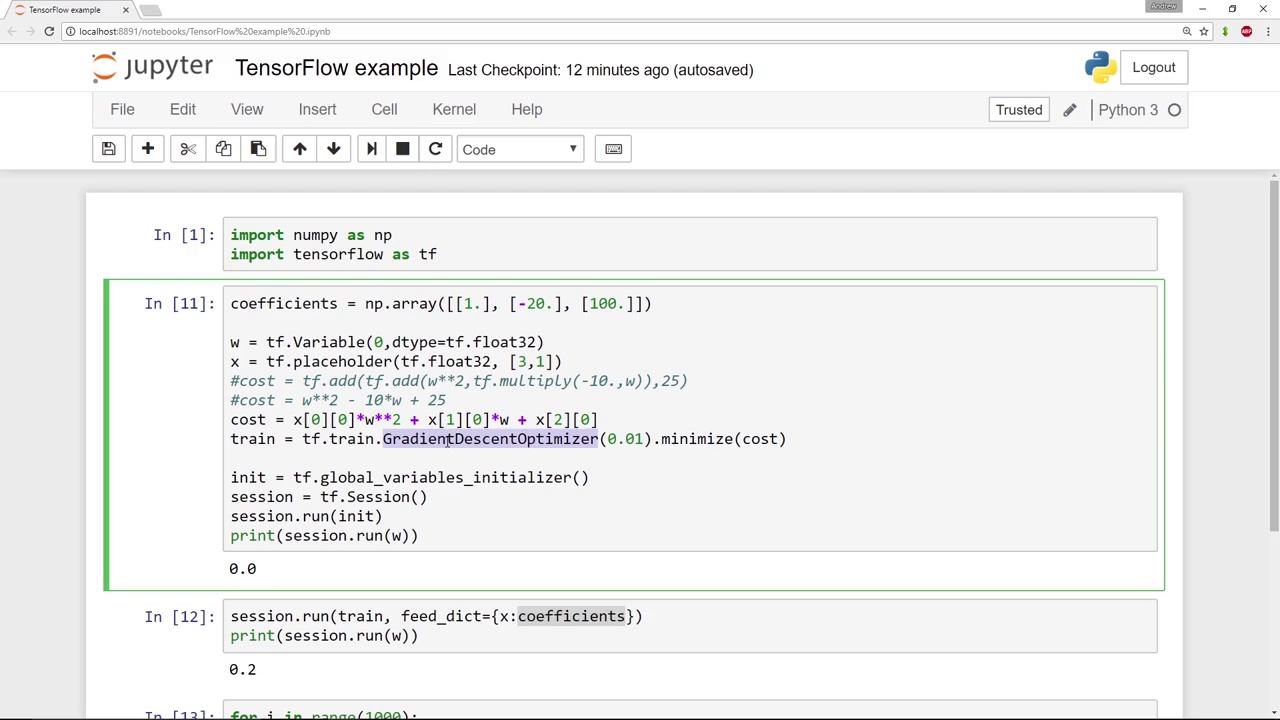 TensorFlow example
Andrew
localhost:8891/notebooks/TensorFlow%20example%20.ipynb
ABP
jupyter TensorFlow example Last Checkpoint: 12 minutes ago (autosaved)
Logout
File Edit View Insert Cell Kernel Help
Trusted Python 3
Code
In [1]: import numpy as np
import tensorflow as tf
In [11]: coefficients = np.array([[1.], [-20.], [100.]])
w = tf.Variable(0,dtype=tf.float32)
x = tf.placeholder(tf.float32, [3,1])
#cost = tf.add(tf.add(w**2,tf.multiply(-10.,w)),25)
#cost = w**2 - 10*w + 25
cost = x[0][0]*w**2 + x[1][0]*w + x[2][0]
train = tf.train.GradientDescentOptimizer(0.01).minimize(cost)
init = tf.global_variables_initializer()
session = tf.Session()
session.run(init)
print(session.run(w))
0.0
In [12]: session.run(train, feed_dict={x:coefficients})
print(session.run(w))
0.2
In [13]: for i in range(1000):